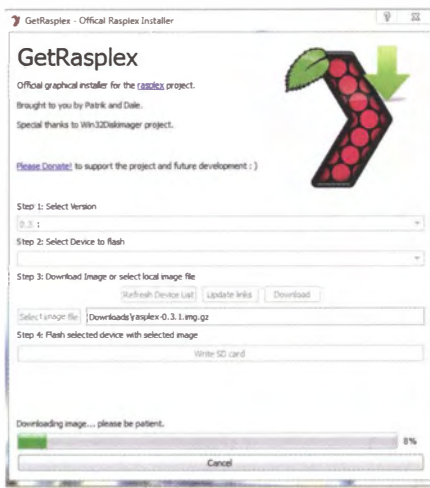 GetRasplex - Offical Rasplex Installer
GetRasplex
Official graphical installer for the rasplex project.
Brought to you by Patrik and Dale.
Special thanks to Win32DiskImager project.
Please Donate! to support the project and future development : )
Step 1: Select Version
0.3 :
Step 2: Select Device to flash
Step 3: Download Image or select local image file
Refresh Device List Update links Download
Select image file Downloads\rasplex-0.3.1.img.gz
Step 4: Flash selected device with selected image
Write SD card
Downloading image... please be patient.
8%
Cancel